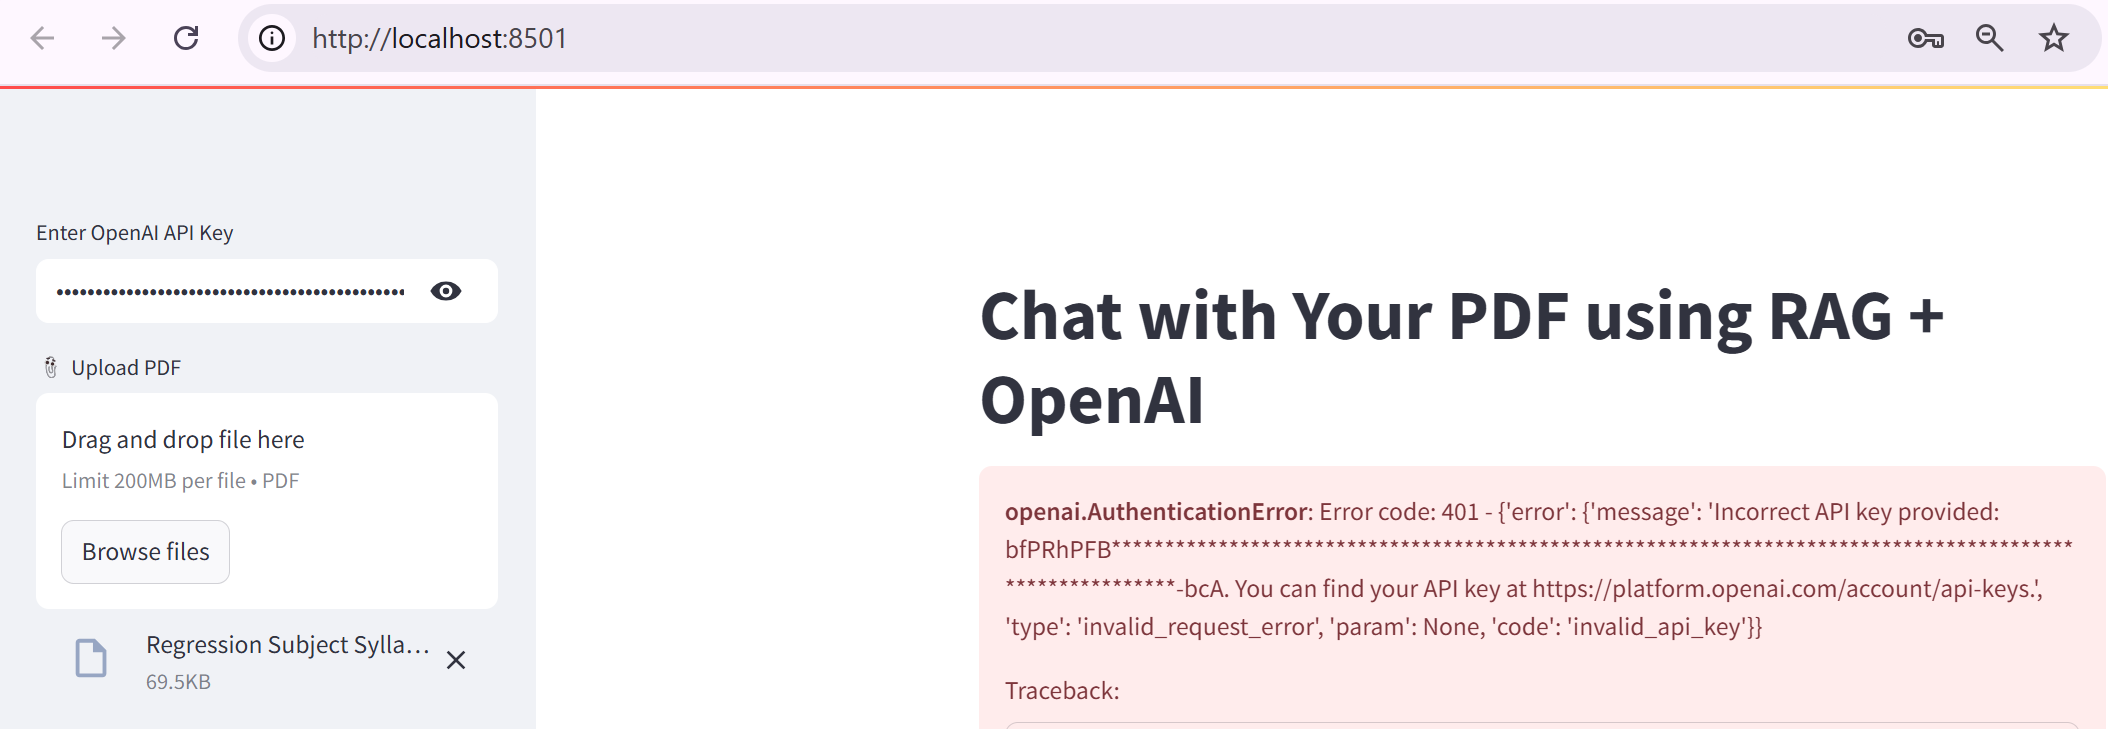 http://localhost:8501
Enter OpenAI API Key
••••••••••••••••••••••••••••••••••••••••••••
Upload PDF
Drag and drop file here
Limit 200MB per file • PDF
Browse files
Regression Subject Sylla...
69.5KB
Chat with Your PDF using RAG +
OpenAI
openai.AuthenticationError: Error code: 401 - {'error': {'message': 'Incorrect API key provided:
bfPRhPFB******************************************************************************************
****************-bcA. You can find your API key at https://platform.openai.com/account/api-keys.',
'type': 'invalid_request_error', 'param': None, 'code': 'invalid_api_key'}}
Traceback: